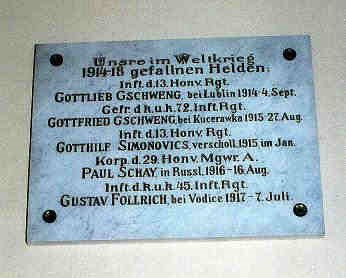 Unsre im Weltkrieg
1914-18 gefallnen Helden:
Inft.d.13. Honv. Rgt.
GOTTLIEB GSCHWENG, bei Lublin 1914-4. Sept.
Gefr. d.k.u.k. 72. Inft. Rgt.
GOTTFRIED GSCHWENG, bei Kucerawka 1915-27. Aug.
Inft.d.13. Honv. Rgt.
GOTTHILF SIMONOVICS, verscholl. 1915 im Jan.
Korp. d. 29. Honv. Mgwr. A.
PAUL SCHAY, in Russl. 1916-16. Aug.
Inft. d.k.u.k. 45. Inft. Rgt.
GUSTAV FOLLRICH, bei Vodice 1917-7. Juli.